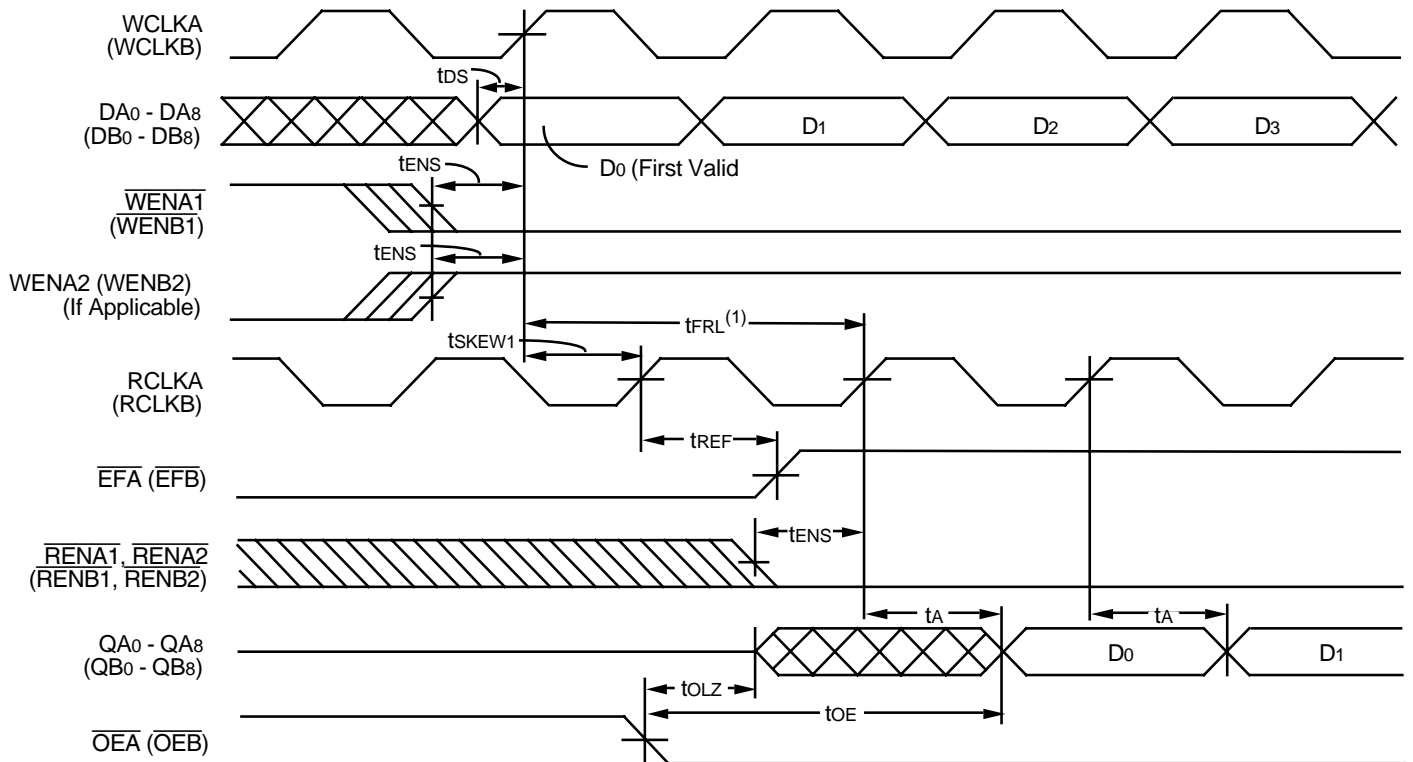 WCLKA
(WCLKB)
tDS
DA0 - DA8
(DB0 - DB8)
D1
D2
D3
D0 (First Valid
tENS
WENA1
(WENB1)
tENS
WENA2 (WENB2)
(If Applicable)
tFRL(1)
tSKEW1
RCLKA
(RCLKB)
tREF
EFA (EFB)
tENS
RENA1, RENA2
(RENB1, RENB2)
tA
tA
QA0 - QA8
(QB0 - QB8)
D0
D1
tOLZ
tOE
OEA (OEB)